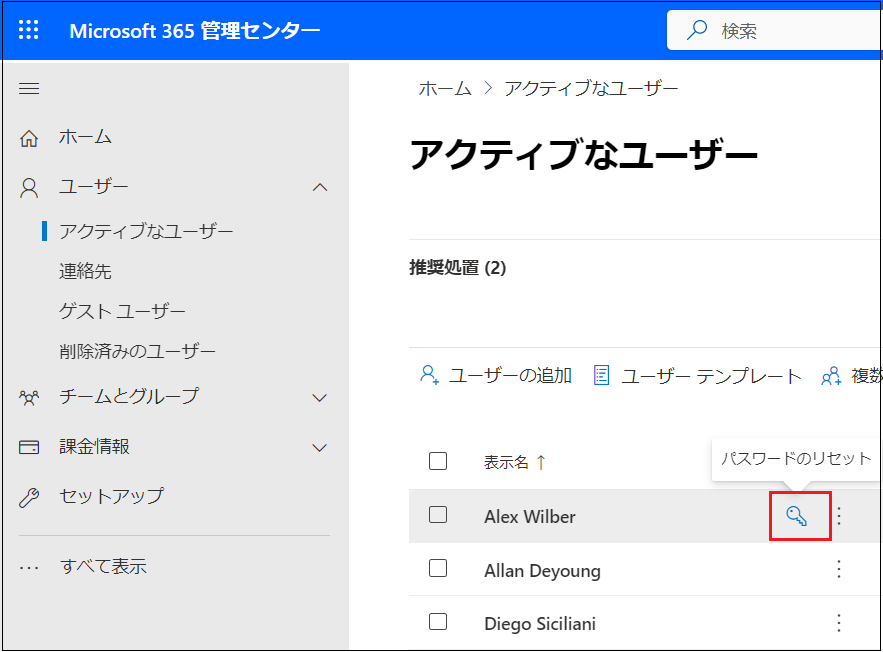 Microsoft 365 管理センター
検索
ホーム
ユーザー
アクティブなユーザー
連絡先
ゲスト ユーザー
削除済みのユーザー
チームとグループ
課金情報
セットアップ
すべて表示
ホーム > アクティブなユーザー
アクティブなユーザー
推奨処置 (2)
ユーザーの追加 ユーザー テンプレート 複数
表示名 ↑
パスワードのリセット
Alex Wilber
Allan Deyoung
Diego Siciliani